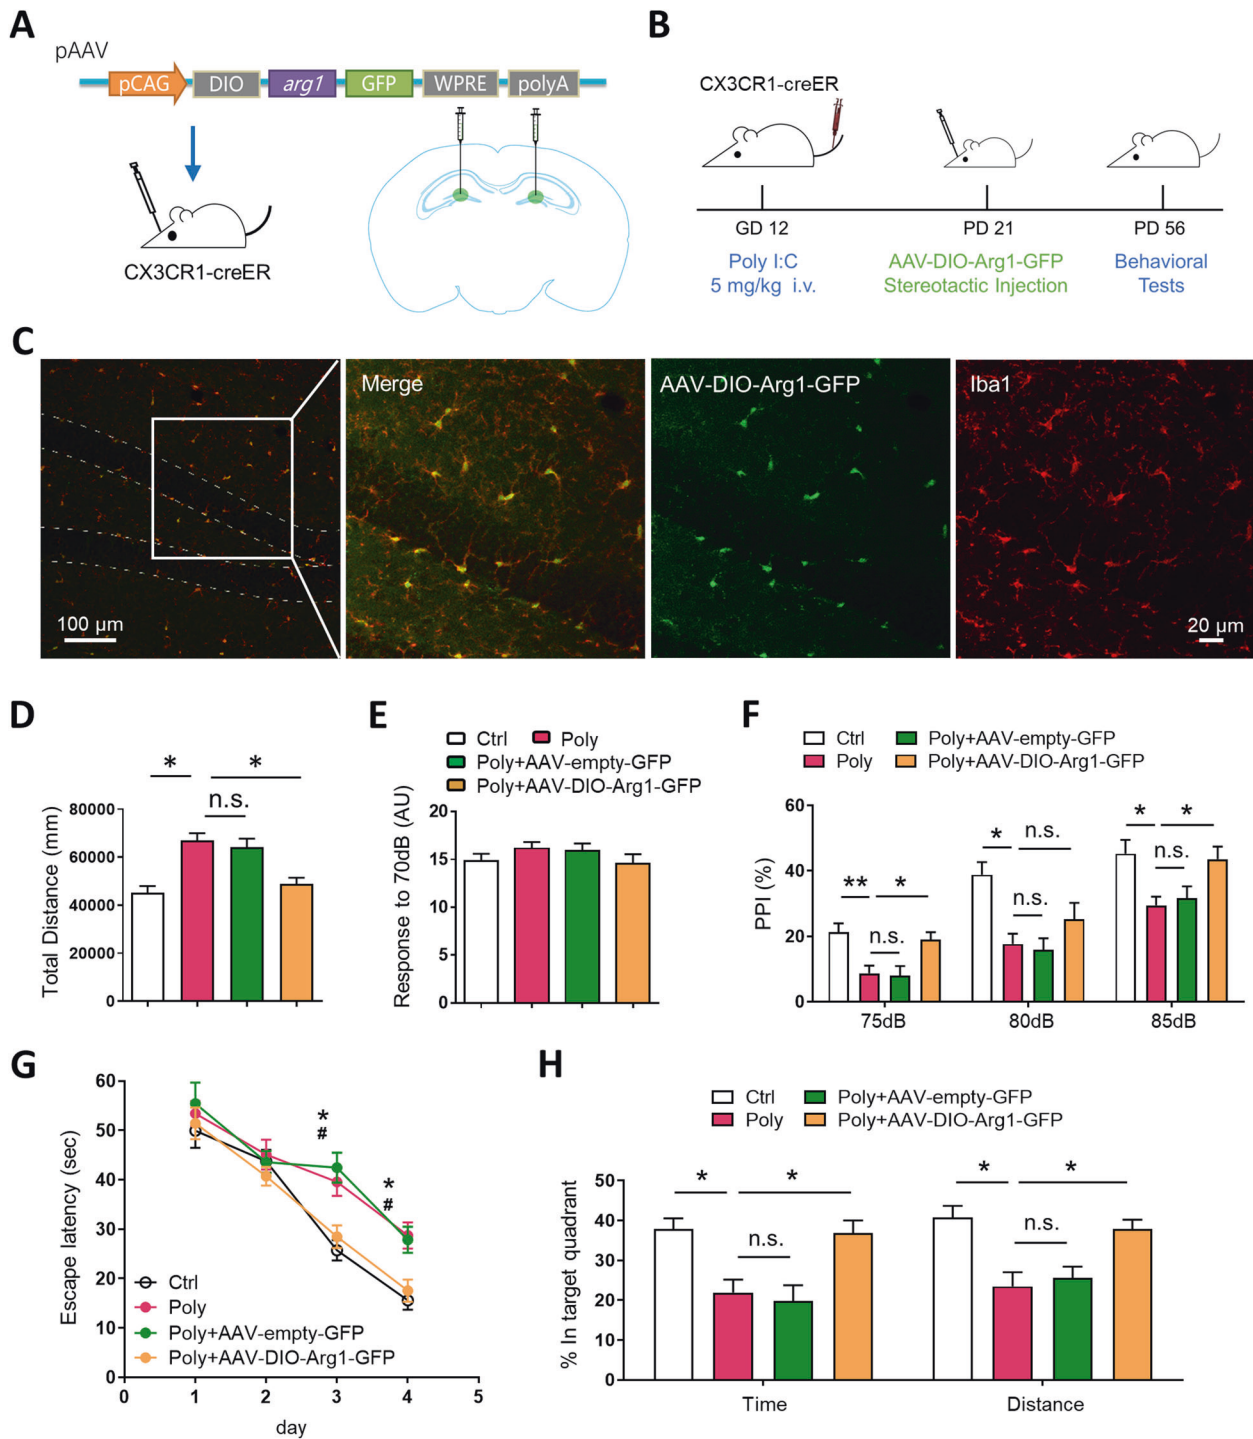 A
pAAV
pCAG DIO arg1 GFP WPRE polyA
CX3CR1-creER
B
CX3CR1-creER
GD 12 PD 21 PD 56
Poly I:C AAV-DIO-Arg1-GFP Behavioral
5 mg/kg i.v. Stereotactic Injection Tests
C
Merge AAV-DIO-Arg1-GFP Iba1
100 µm 20 µm
D
* *
n.s.
Total Distance (mm)
80000
60000
40000
20000
0
E
Ctrl Poly
Poly+AAV-empty-GFP
Poly+AAV-DIO-Arg1-GFP
Response to 70dB (AU)
20
15
10
5
0
F
Ctrl Poly+AAV-empty-GFP
Poly Poly+AAV-DIO-Arg1-GFP
PPI (%)
60
40
20
0
** * n.s.
* n.s. n.s.
* * n.s.
75dB 80dB 85dB
G
Escape latency (sec)
60
50
40
30
20
10
0
*
#
*
#
Ctrl
Poly
Poly+AAV-empty-GFP
Poly+AAV-DIO-Arg1-GFP
0 1 2 3 4 5
day
H
Ctrl Poly+AAV-empty-GFP
Poly Poly+AAV-DIO-Arg1-GFP
% In target quadrant
50
40
30
20
10
0
* * n.s.
* * n.s.
Time Distance